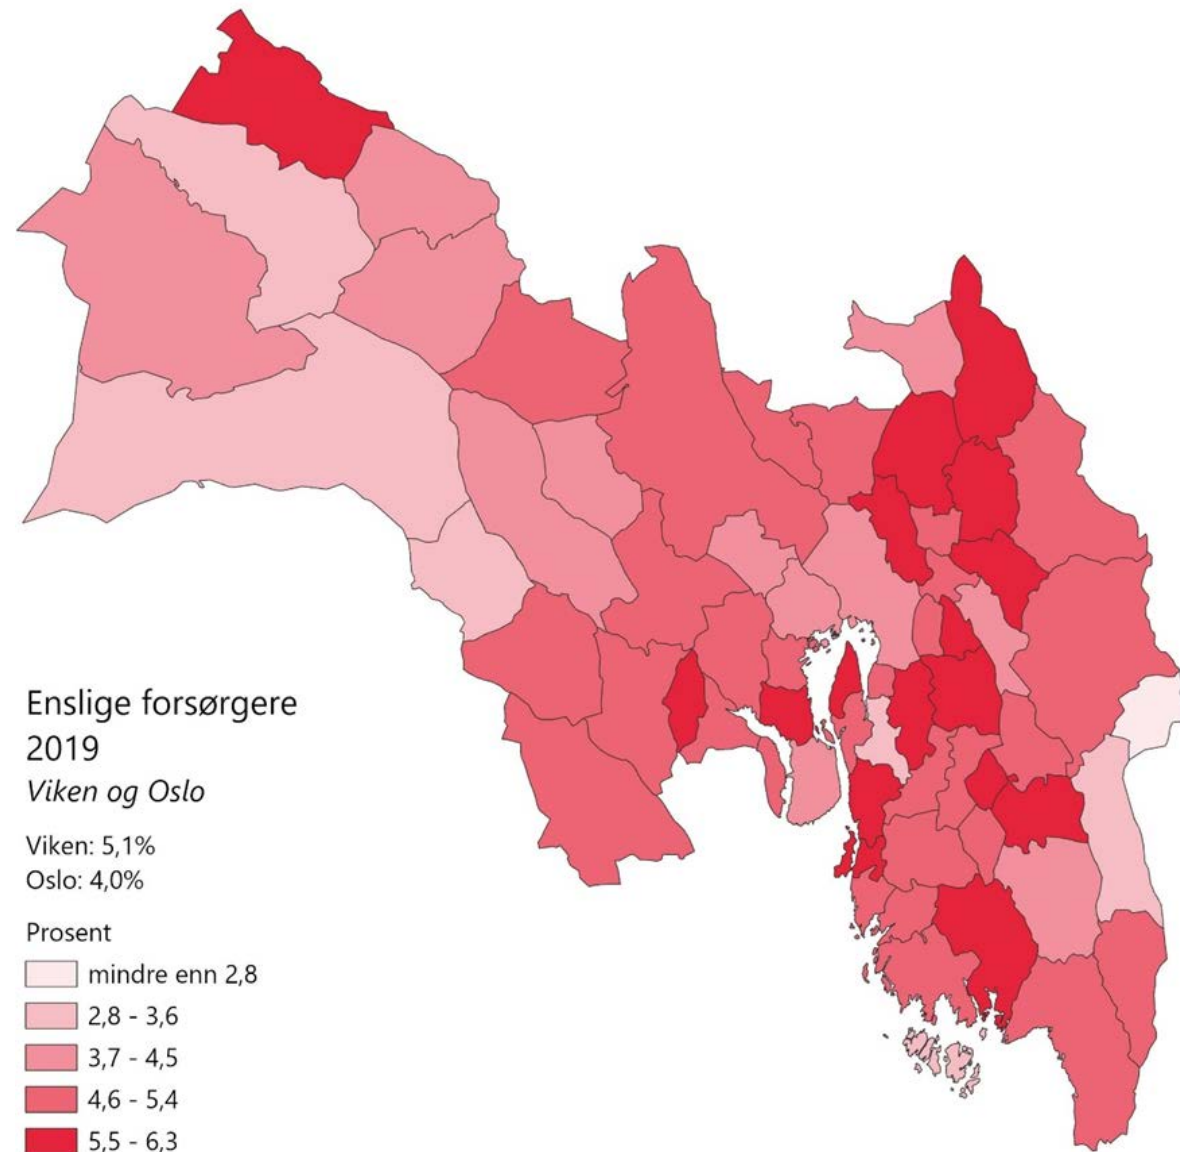 Enslige forsørgere
2019
Viken og Oslo
Viken: 5,1%
Oslo: 4,0%
Prosent
mindre enn 2,8
2,8 - 3,6
3,7 - 4,5
4,6 - 5,4
5,5 - 6,3